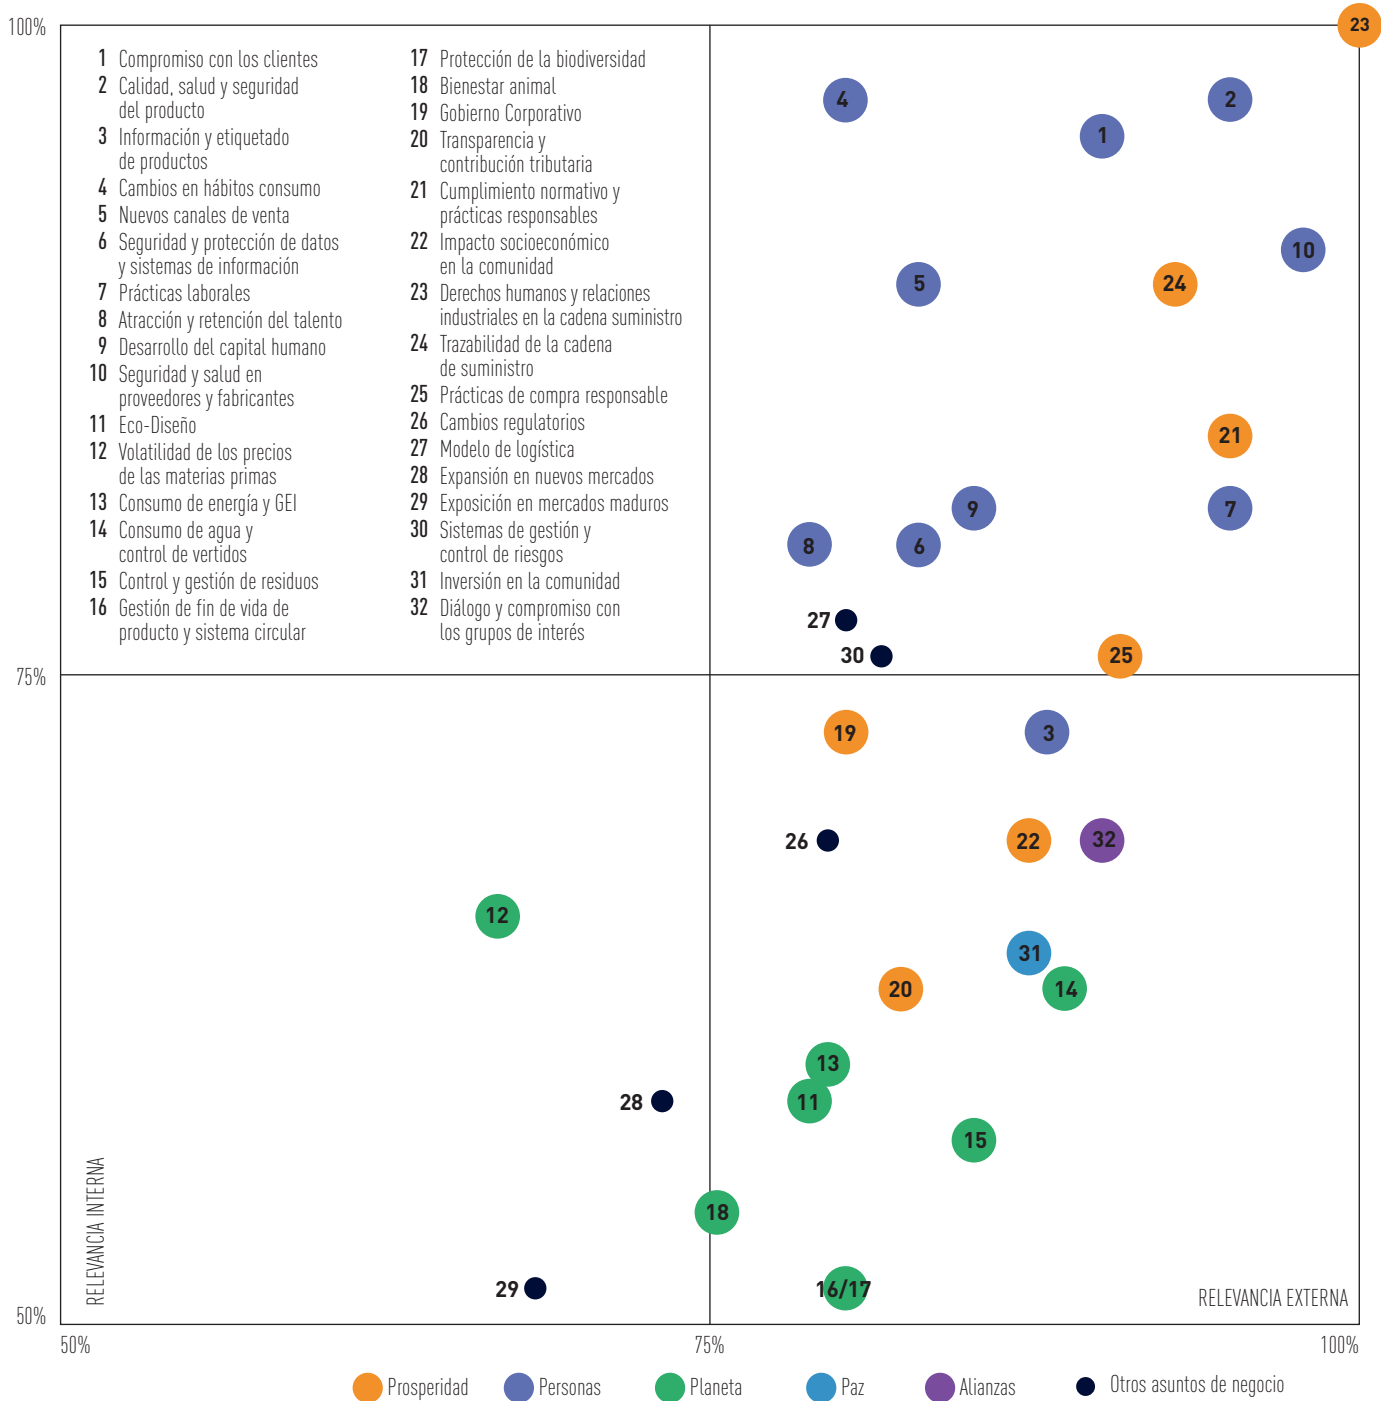 100%
1 Compromiso con los clientes
2 Calidad, salud y seguridad
del producto
3 Información y etiquetado
de productos
4 Cambios en hábitos consumo
5 Nuevos canales de venta
6 Seguridad y protección de datos
y sistemas de información
7 Prácticas laborales
8 Atracción y retención del talento
9 Desarrollo del capital humano
10 Seguridad y salud en
proveedores y fabricantes
11 Eco-Diseño
12 Volatilidad de los precios
de las materias primas
13 Consumo de energía y GEI
14 Consumo de agua y
control de vertidos
15 Control y gestión de residuos
16 Gestión de fin de vida de
producto y sistema circular
17 Protección de la biodiversidad
18 Bienestar animal
19 Gobierno Corporativo
20 Transparencia y
contribución tributaria
21 Cumplimiento normativo y
prácticas responsables
22 Impacto socioeconómico
en la comunidad
23 Derechos humanos y relaciones
industriales en la cadena suministro
24 Trazabilidad de la cadena
de suministro
25 Prácticas de compra responsable
26 Cambios regulatorios
27 Modelo de logística
28 Expansión en nuevos mercados
29 Exposición en mercados maduros
30 Sistemas de gestión y
control de riesgos
31 Inversión en la comunidad
32 Diálogo y compromiso con
los grupos de interés
23
4
2
1
10
5
24
21
9
7
8
6
27
30
25
75%
19
3
26
22
32
12
31
20
14
13
28
11
15
18
29
16/17
RELEVANCIA INTERNA
RELEVANCIA EXTERNA
50%
50%
75%
100%
Prosperidad
Personas
Planeta
Paz
Alianzas
Otros asuntos de negocio